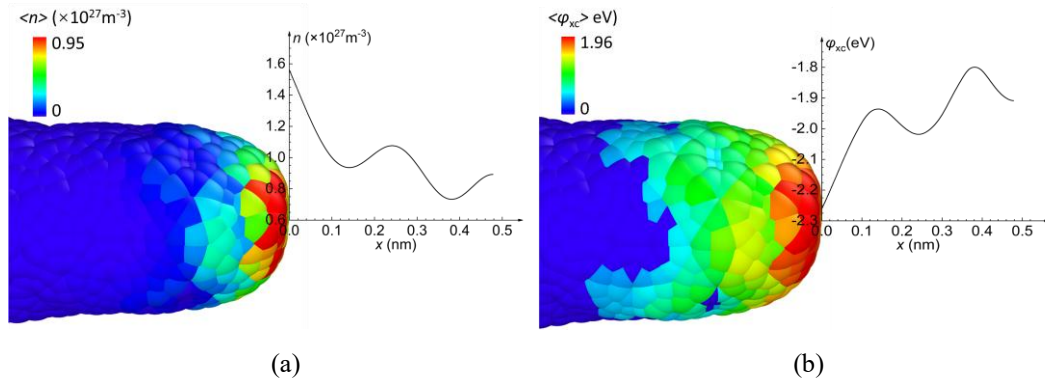 <n> (×10²⁷m⁻³)
0.95
0
n (×10²⁷m⁻³)
1.6
1.4
1.2
1.0
0.8
0.6
0.0 0.1 0.2 0.3 0.4 0.5
x (nm)
(a)
<φxc> eV)
1.96
0
φxc(eV)
-1.8
-1.9
-2.0
-2.1
-2.2
-2.3
0.0 0.1 0.2 0.3 0.4 0.5
x (nm)
(b)